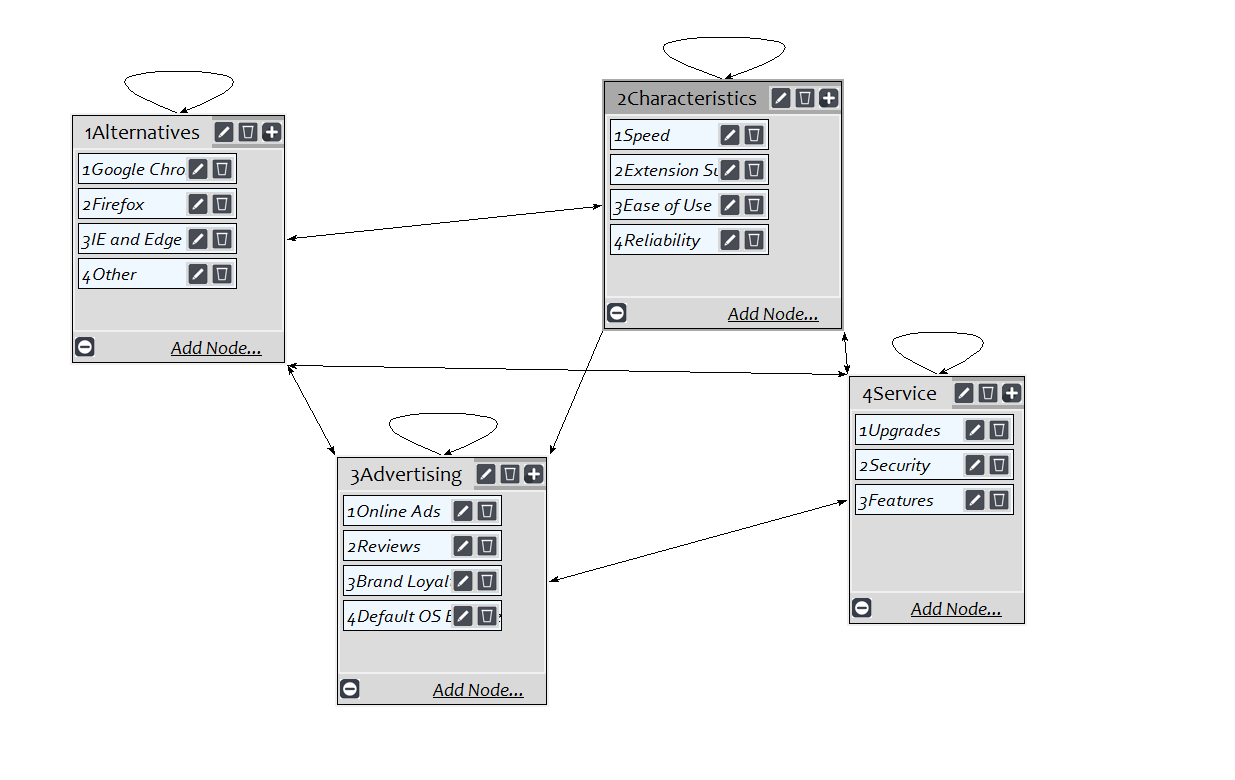 1Alternatives
1Google Chro
2Firefox
3IE and Edge
4Other
Add Node...
2Characteristics
1Speed
2Extension
3Ease of Use
4Reliability
Add Node...
3Advertising
1Online Ads
2Reviews
3Brand Loyal
4Default OS
Add Node...
4Service
1Upgrades
2Security
3Features
Add Node...